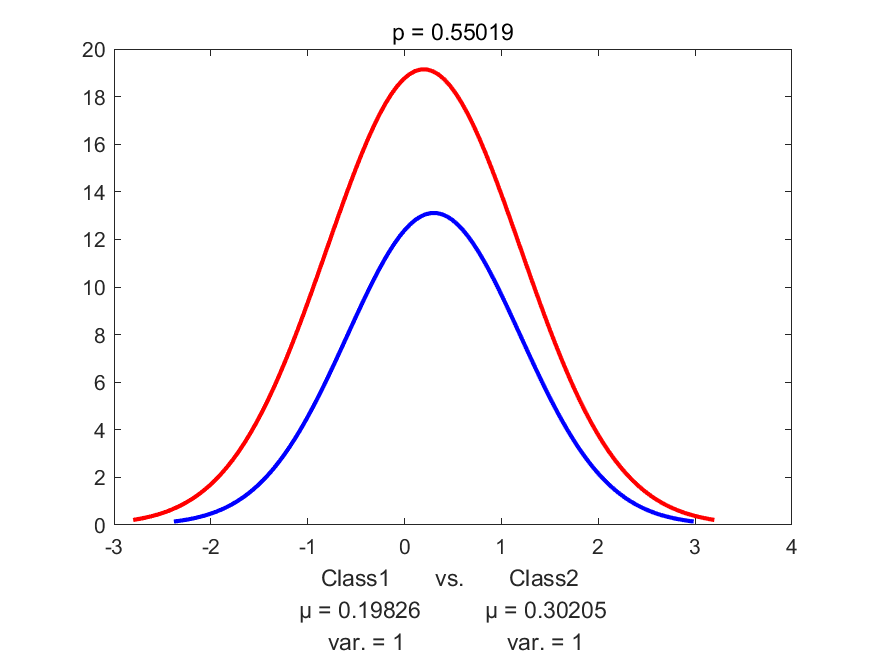 p = 0.55019
20
18
16
14
12
10
8
6
4
2
0
-3 -2 -1 0 1 2 3 4
Class1 vs. Class2
μ = 0.19826 μ = 0.30205
var. = 1 var. = 1